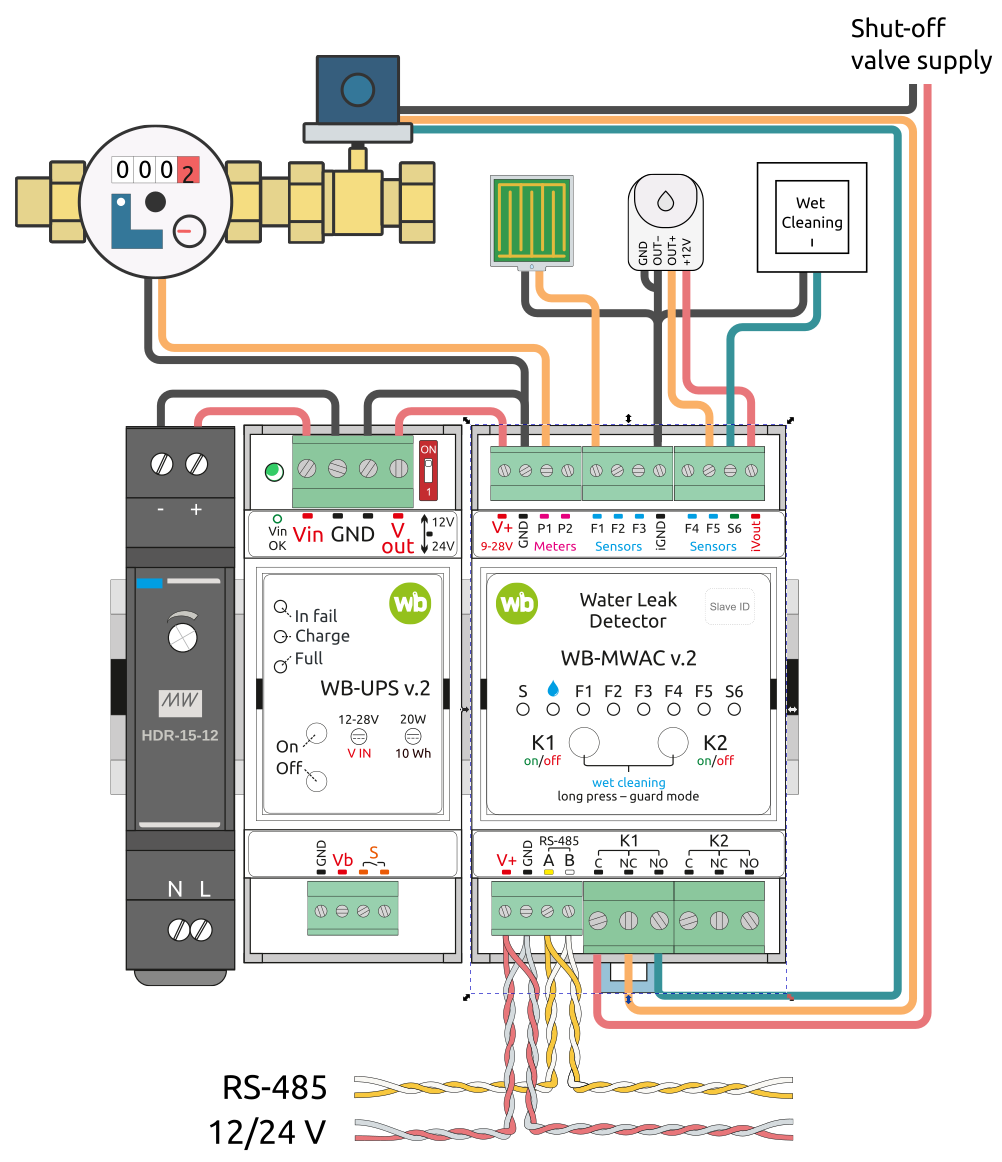 Shut-off
valve supply
0 0 0 2
Wet
Cleaning
I
GND
OUT–
OUT+
+12V
- +
ON
1
Vin
OK
Vin GND V
out
12V
24V
V+
9-28V
GND
P1 P2
Meters
F1 F2 F3
Sensors
iGND
F4 F5 S6
Sensors
iVout
wb
In fail
Charge
Full
WB-UPS v.2
12-28V
V IN
20W
10 Wh
On
Off
MW
HDR-15-12
wb
Water Leak
Detector
Slave ID
WB-MWAC v.2
S F1 F2 F3 F4 F5 S6
K1
on/off
K2
on/off
wet cleaning
long press – guard mode
N L
GND
Vb
S
V+
GND
RS-485
A B
K1
C NC NO
K2
C NC NO
RS-485
12/24 V